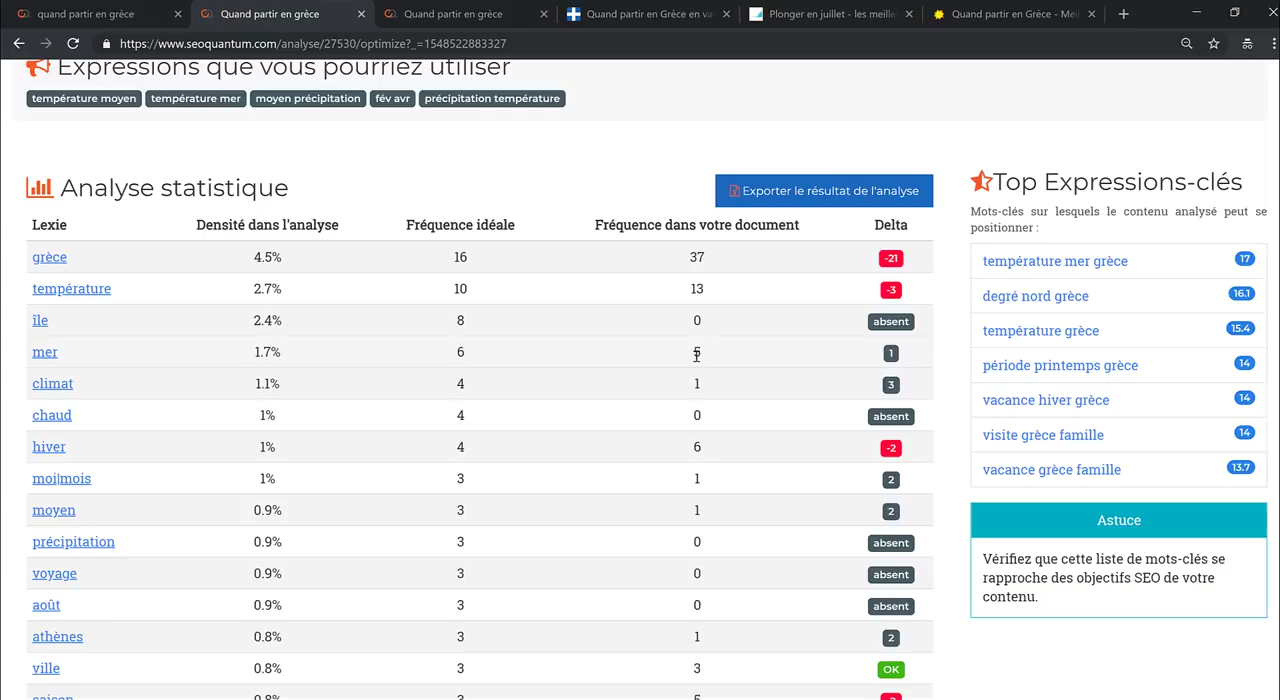 quand partir en grèce
Quand partir en grèce
Quand partir en grèce
Quand partir en Grèce en va
Plonger en juillet - les meille
Quand partir en Grèce - Mei
https://www.seoquantum.com/analyse/27530/optimize?_=1548522883327
Expressions que vous pourriez utiliser
température moyen température mer moyen précipitation fév avr précipitation température
Analyse statistique
Exporter le résultat de l'analyse
Lexie Densité dans l'analyse Fréquence idéale Fréquence dans votre document Delta
grèce 4.5% 16 37 -21
température 2.7% 10 13 -3
île 2.4% 8 0 absent
mer 1.7% 6 5 1
climat 1.1% 4 1 3
chaud 1% 4 0 absent
hiver 1% 4 6 -2
moi|mois 1% 3 1 2
moyen 0.9% 3 1 2
précipitation 0.9% 3 0 absent
voyage 0.9% 3 0 absent
août 0.9% 3 0 absent
athènes 0.8% 3 1 2
ville 0.8% 3 3 OK
saison 0.8% 3 5 -2
Top Expressions-clés
Mots-clés sur lesquels le contenu analysé peut se
positionner :
température mer grèce 17
degré nord grèce 16.1
température grèce 15.4
période printemps grèce 14
vacance hiver grèce 14
visite grèce famille 14
vacance grèce famille 13.7
Astuce
Vérifiez que cette liste de mots-clés se
rapproche des objectifs SEO de votre
contenu.